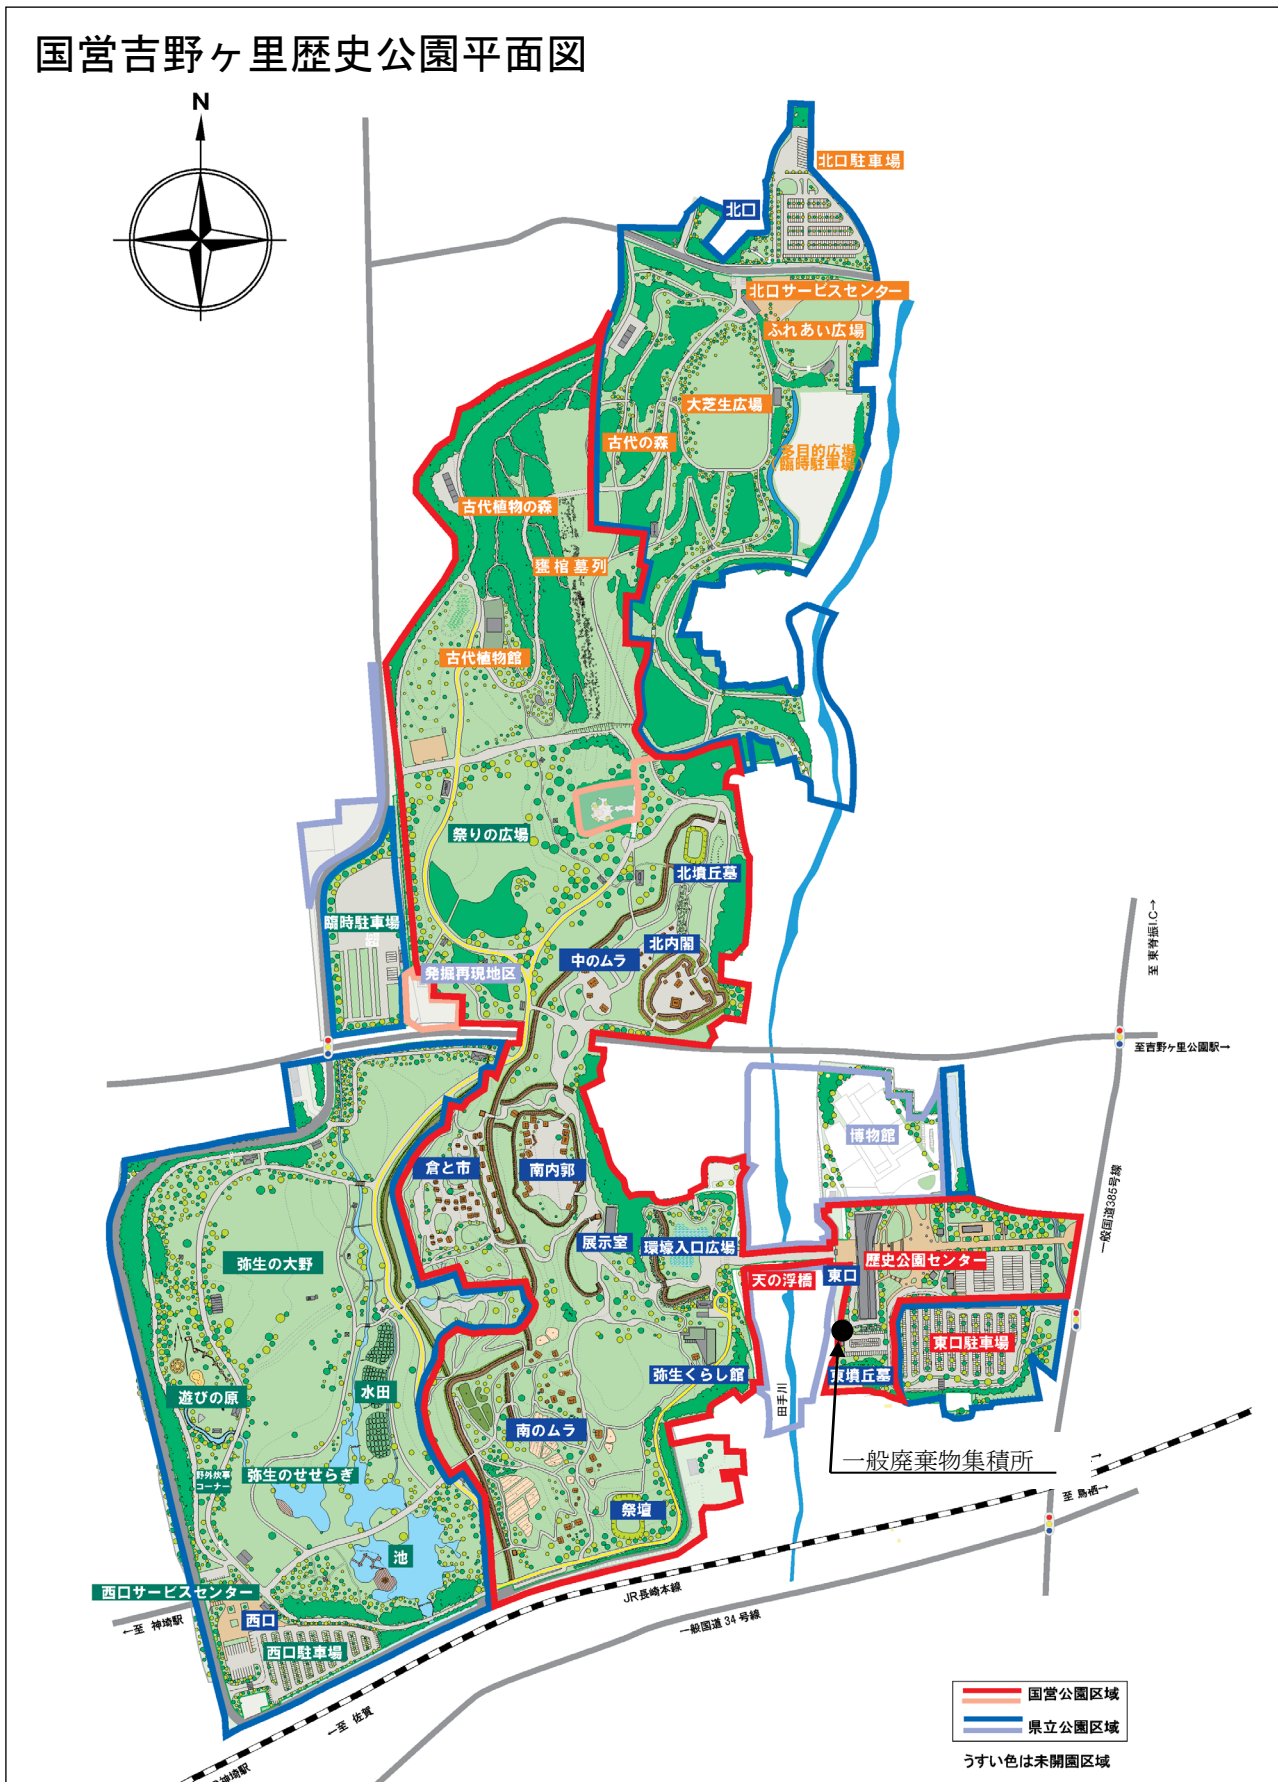 国営吉野ヶ里歴史公園平面図
N
北口駐車場
北口
北口サービスセンター
ふれあい広場
大芝生広場
古代の森
多目的広場
(臨時駐車場)
古代植物の森
甕棺墓列
古代植物館
祭りの広場
北墳丘墓
臨時駐車場
北内閣
中のムラ
発掘再現地区
至 東脊振I.C→
至吉野ヶ里公園駅→
博物館
倉と市
南内郭
一般国道385号線
展示室
環壕入口広場
弥生の大野
歴史公園センター
天の浮橋
東口
東口駐車場
弥生くらし館
東墳丘墓
水田
遊びの原
田手川
南のムラ
一般廃棄物集積所
野外炊事
コーナー
弥生のせせらぎ
至 鳥栖→
祭壇
池
西口サービスセンター
JR長崎本線
←至 神埼駅
西口
一般国道 34 号線
西口駐車場
←至 佐賀
神埼駅
国営公園区域
県立公園区域
うすい色は未開園区域